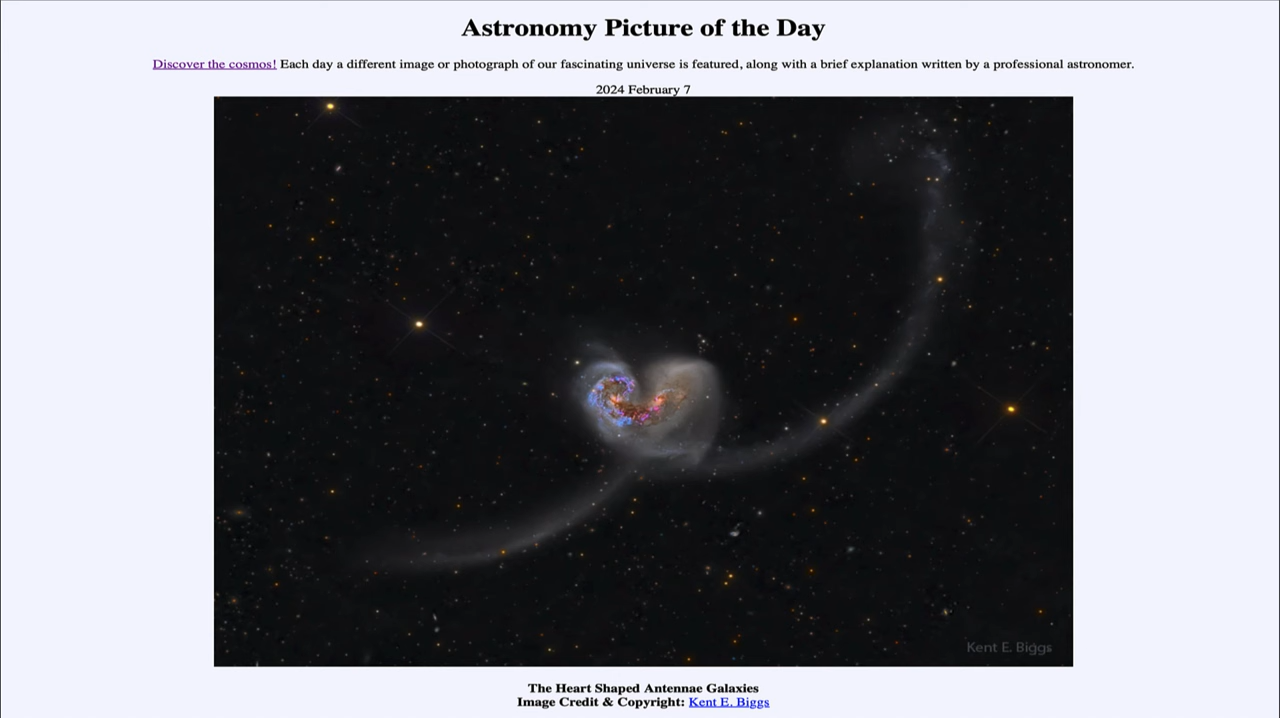 Astronomy Picture of the Day
Discover the cosmos! Each day a different image or photograph of our fascinating universe is featured, along with a brief explanation written by a professional astronomer.
2024 February 7
Kent E. Biggs
The Heart Shaped Antennae Galaxies
Image Credit & Copyright: Kent E. Biggs